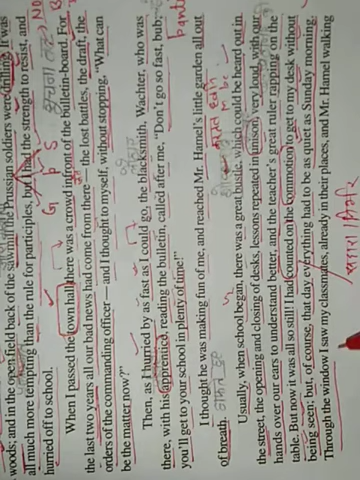 woods; and in the open field back of the sawmill the Prussian soldiers were drilling. It was
all much more tempting than the rule for participles, but I had the strength to resist, and
hurried off to school.
G P S
When I passed the town hall there was a crowd in front of the bulletin-board. For
the last two years all our bad news had come from there — the lost battles, the draft, the
orders of the commanding officer — and I thought to myself, without stopping, “What can
be the matter now?”
Then, as I hurried by as fast as I could go, the blacksmith, Wachter, who was
there, with his apprentice, reading the bulletin, called after me, “Don't go so fast, bub;
you'll get to your school in plenty of time!”
I thought he was making fun of me, and reached Mr. Hamel's little garden all out
of breath.
Usually, when school began, there was a great bustle, which could be heard out in
the street, the opening and closing of desks, lessons repeated in unison, very loud, with our
hands over our ears to understand better, and the teacher's great ruler rapping on the
table. But now it was all so still! I had counted on the commotion to get to my desk without
being seen; but, of course, that day everything had to be as quiet as Sunday morning.
Through the window I saw my classmates, already in their places, and Mr. Hamel walking